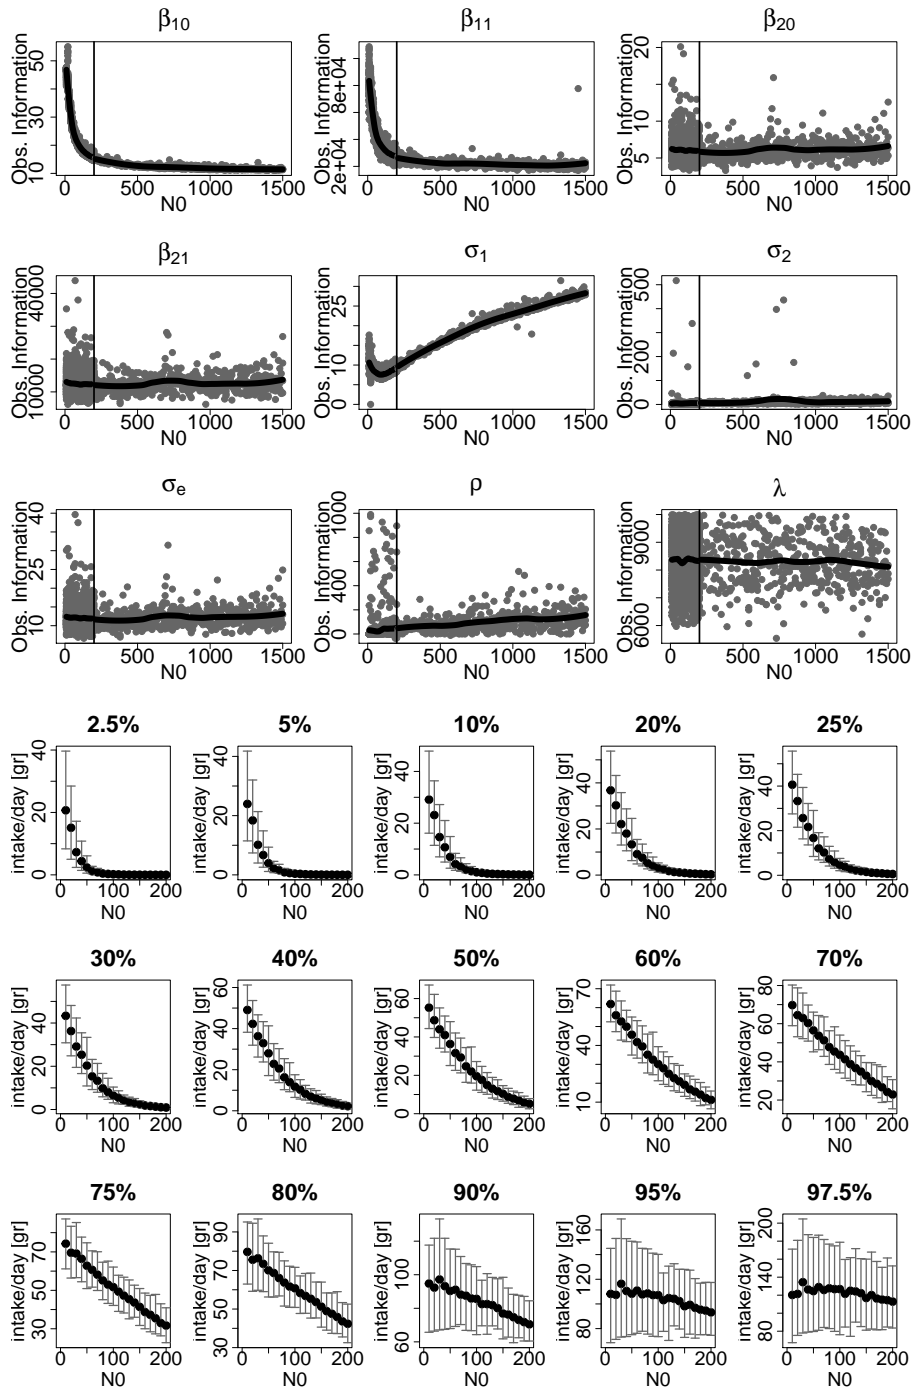 β10 β11 β20
Obs. Information 10 30 50
0 500 1000 1500
N0
Obs. Information 2e+04 8e+04
0 500 1000 1500
N0
Obs. Information 5 10 20
0 500 1000 1500
N0
β21 σ1 σ2
Obs. Information 10000 40000
0 500 1000 1500
N0
Obs. Information 0 10 25
0 500 1000 1500
N0
Obs. Information 0 200 500
0 500 1000 1500
N0
σe ρ λ
Obs. Information 10 25 40
0 500 1000 1500
N0
Obs. Information 0 400 1000
0 500 1000 1500
N0
Obs. Information 6000 9000
0 500 1000 1500
N0
2.5% 5% 10% 20% 25%
intake/day [gr] 0 20 40
0 100 200
N0
intake/day [gr] 0 20 40
0 100 200
N0
intake/day [gr] 0 20 40
0 100 200
N0
intake/day [gr] 0 20 40
0 100 200
N0
intake/day [gr] 0 20 40
0 100 200
N0
30% 40% 50% 60% 70%
intake/day [gr] 0 20 40
0 100 200
N0
intake/day [gr] 0 20 40 60
0 100 200
N0
intake/day [gr] 0 20 40 60
0 100 200
N0
intake/day [gr] 10 40 70
0 100 200
N0
intake/day [gr] 20 40 60 80
0 100 200
N0
75% 80% 90% 95% 97.5%
intake/day [gr] 30 50 70
0 100 200
N0
intake/day [gr] 30 50 70 90
0 100 200
N0
intake/day [gr] 60 100
0 100 200
N0
intake/day [gr] 80 120 160
0 100 200
N0
intake/day [gr] 80 140 200
0 100 200
N0